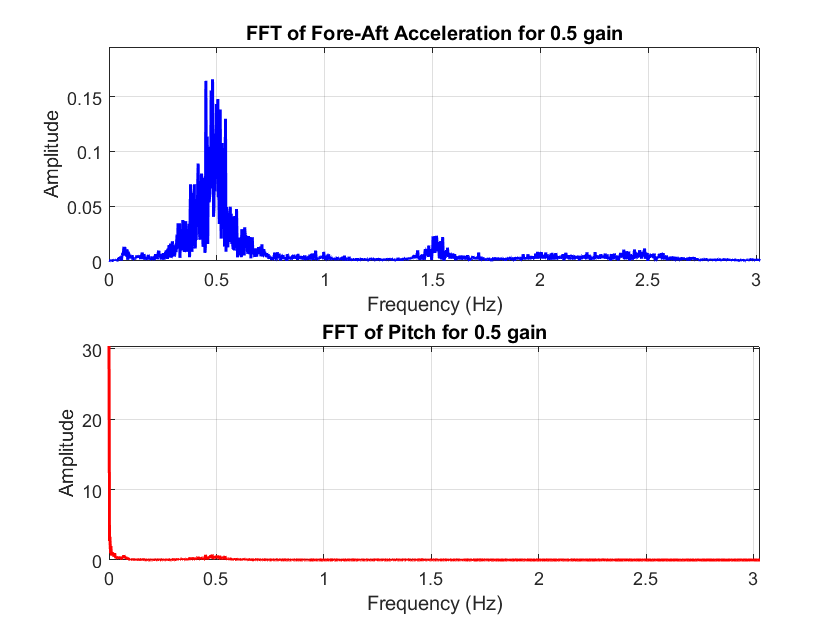 FFT of Fore-Aft Acceleration for 0.5 gain
Amplitude
0.15
0.1
0.05
0
0 0.5 1 1.5 2 2.5 3
Frequency (Hz)
FFT of Pitch for 0.5 gain
Amplitude
30
20
10
0
0 0.5 1 1.5 2 2.5 3
Frequency (Hz)